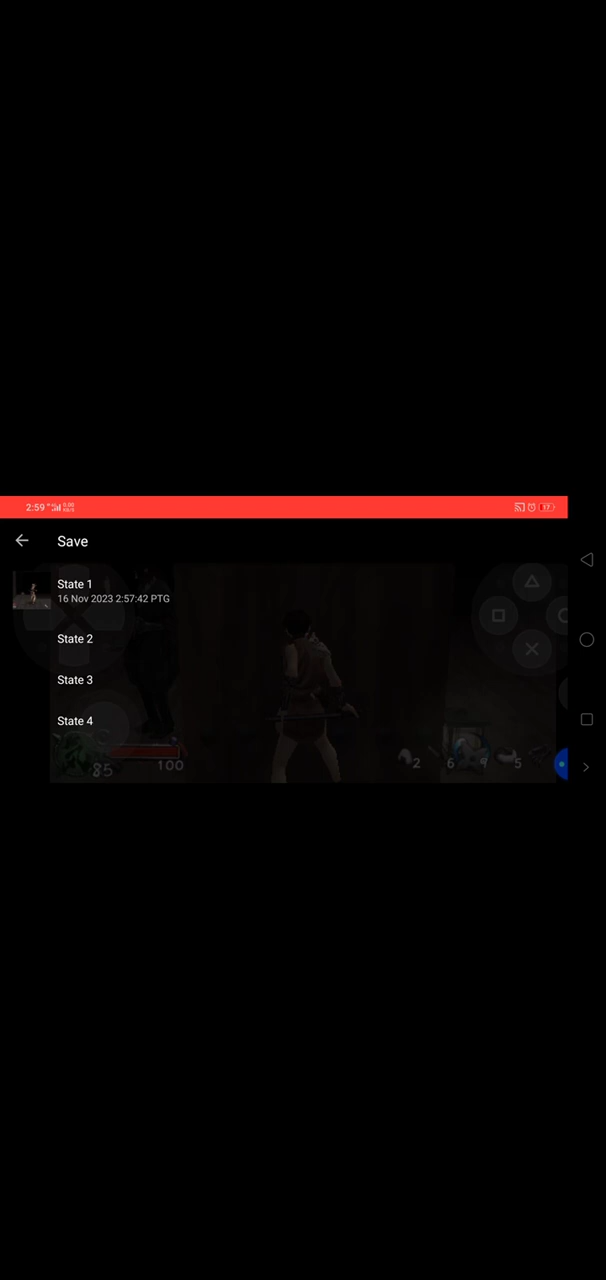 2:59
Save
State 1
16 Nov 2023 2:57:42 PTG
State 2
State 3
State 4
85 100
2 6 9 5